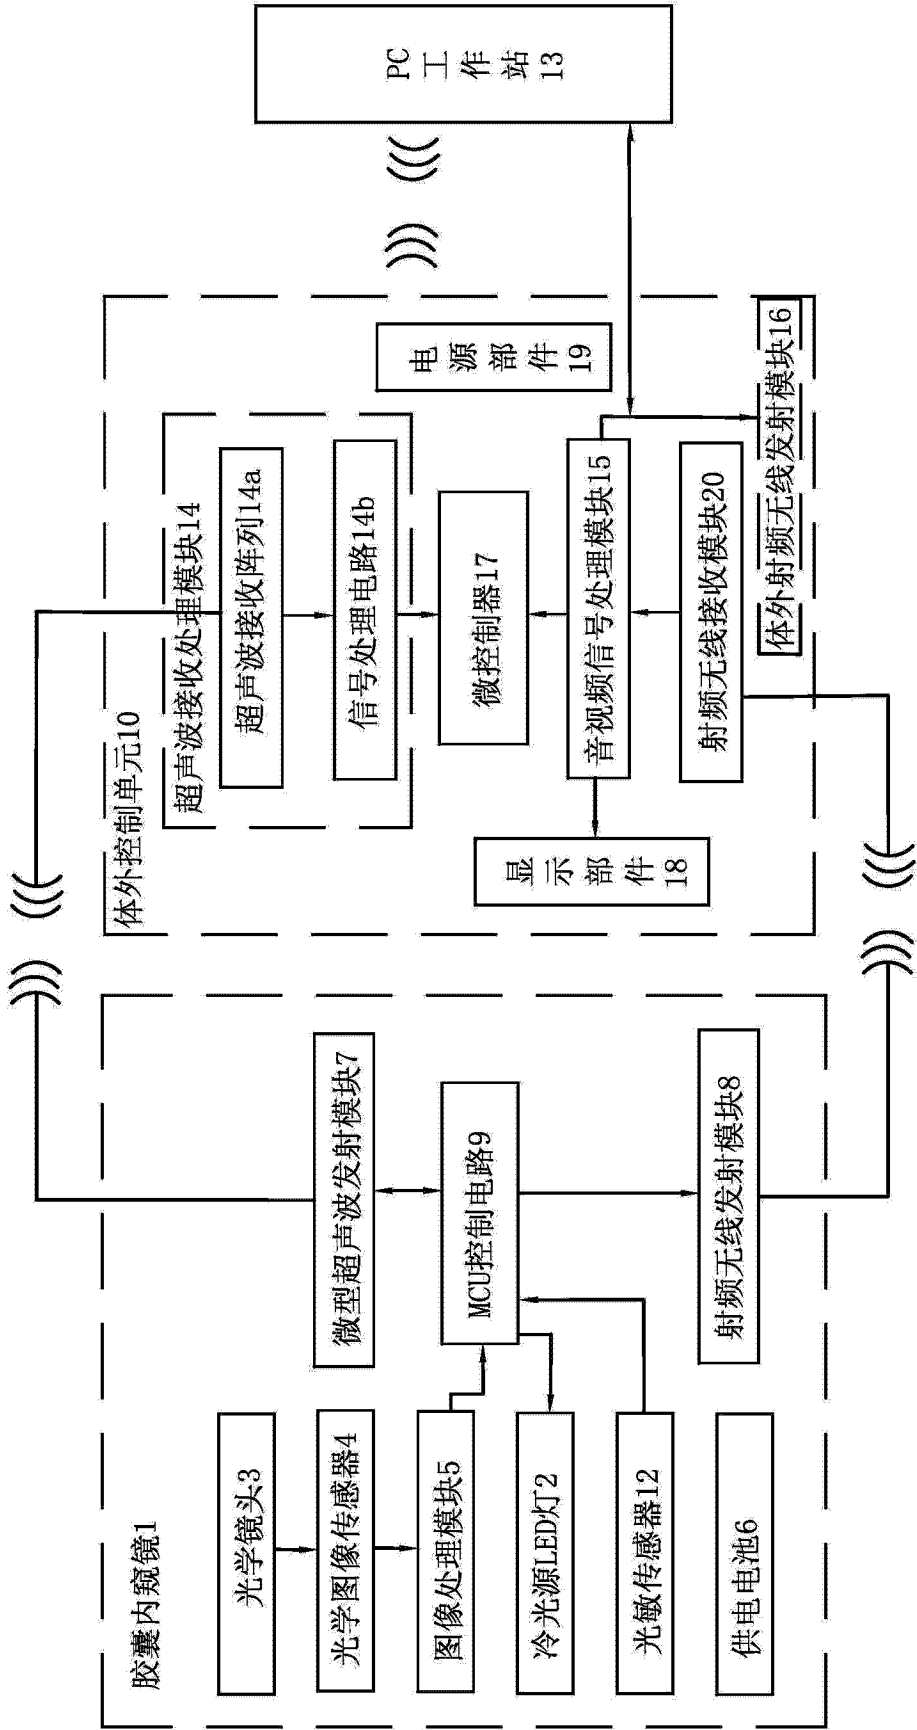 胶囊内窥镜1
光学镜头3
光学图像传感器4
图像处理模块5
冷光源LED灯2
光敏传感器12
供电电池6
微型超声波发射模块7
MCU控制电路9
射频无线发射模块8
体外控制单元10
超声波接收处理模块14
超声波接收阵列14a
信号处理电路14b
微控制器17
音视频信号处理模块15
射频无线接收模块20
体外射频无线发射模块16
显示部件18
电源部件19
PC工作站13